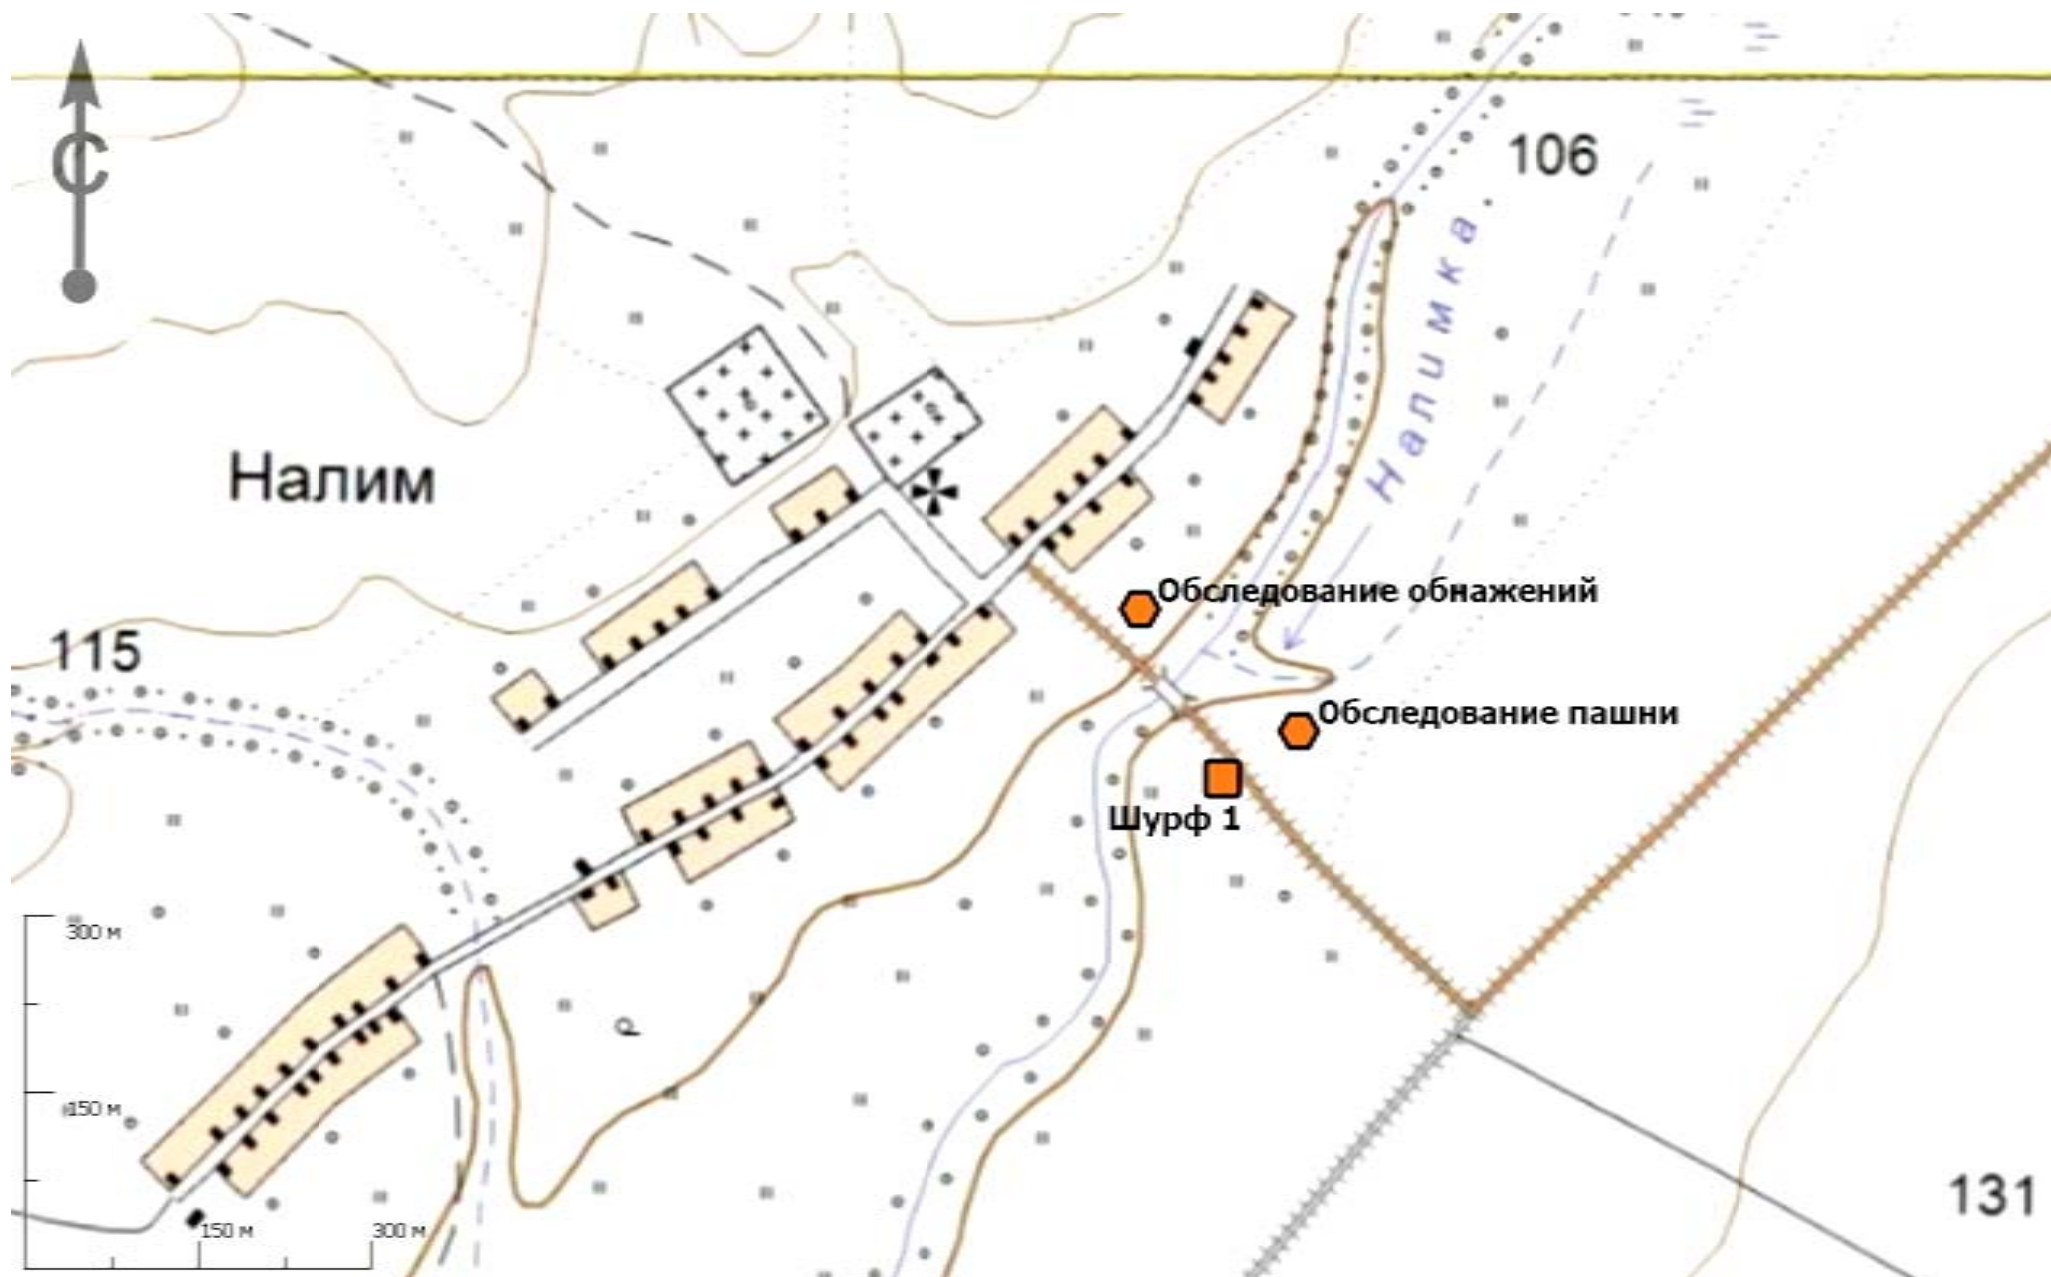 С
106
Налимка
Налим
Обследование обнажений
115
Обследование пашни
Шурф 1
300 м
150 м
131
150 м
300 м